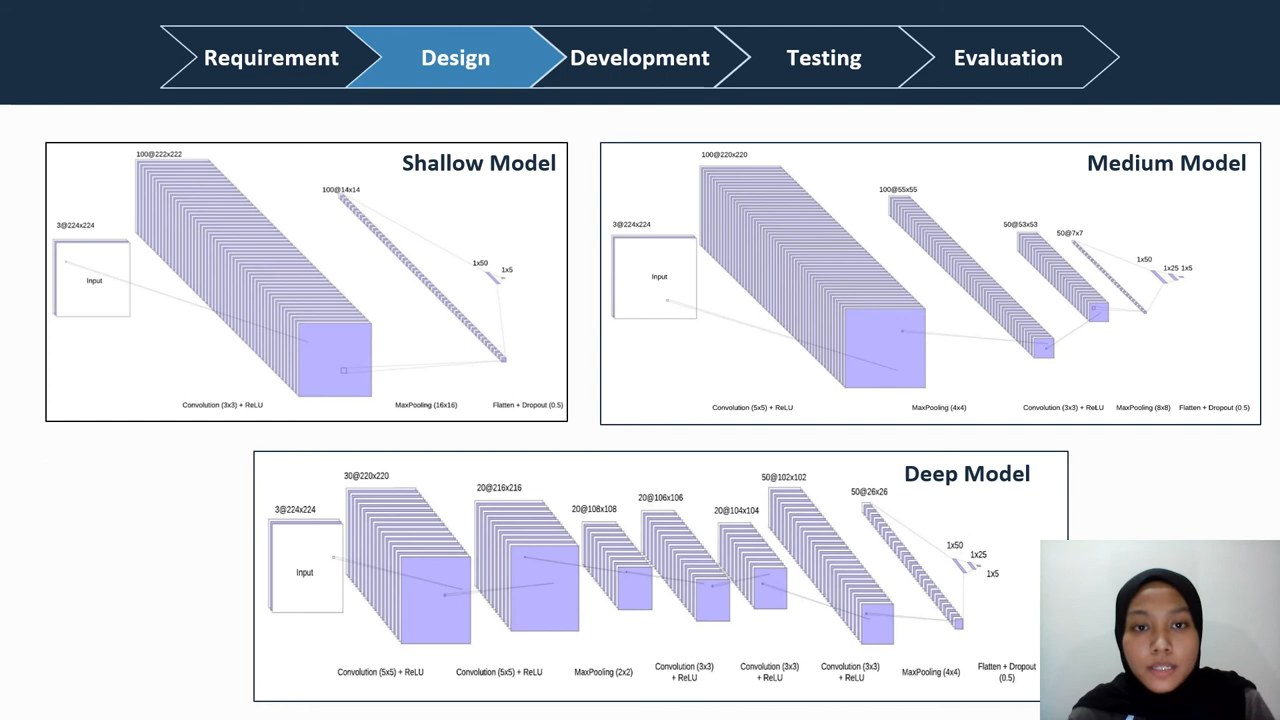 Requirement
Design
Development
Testing
Evaluation
Shallow Model
100@222x222
100@14x14
3@224x224
1x50
1x5
Input
Convolution (3x3) + ReLU
MaxPooling (16x16)
Flatten + Dropout (0.5)
Medium Model
100@220x220
100@55x55
3@224x224
50@53x53
50@7x7
1x50
1x25
1x5
Input
Convolution (5x5) + ReLU
MaxPooling (4x4)
Convolution (3x3) + ReLU
MaxPooling (8x8)
Flatten + Dropout (0.5)
Deep Model
30@220x220
20@216x216
3@224x224
20@108x108
20@106x106
20@104x104
50@102x102
50@26x26
1x50
1x25
1x5
Input
Convolution (5x5) + ReLU
Convolution (5x5) + ReLU
MaxPooling (2x2)
Convolution (3x3)
+ ReLU
Convolution (3x3)
+ ReLU
Convolution (3x3)
+ ReLU
MaxPooling (4x4)
Flatten + Dropout
(0.5)